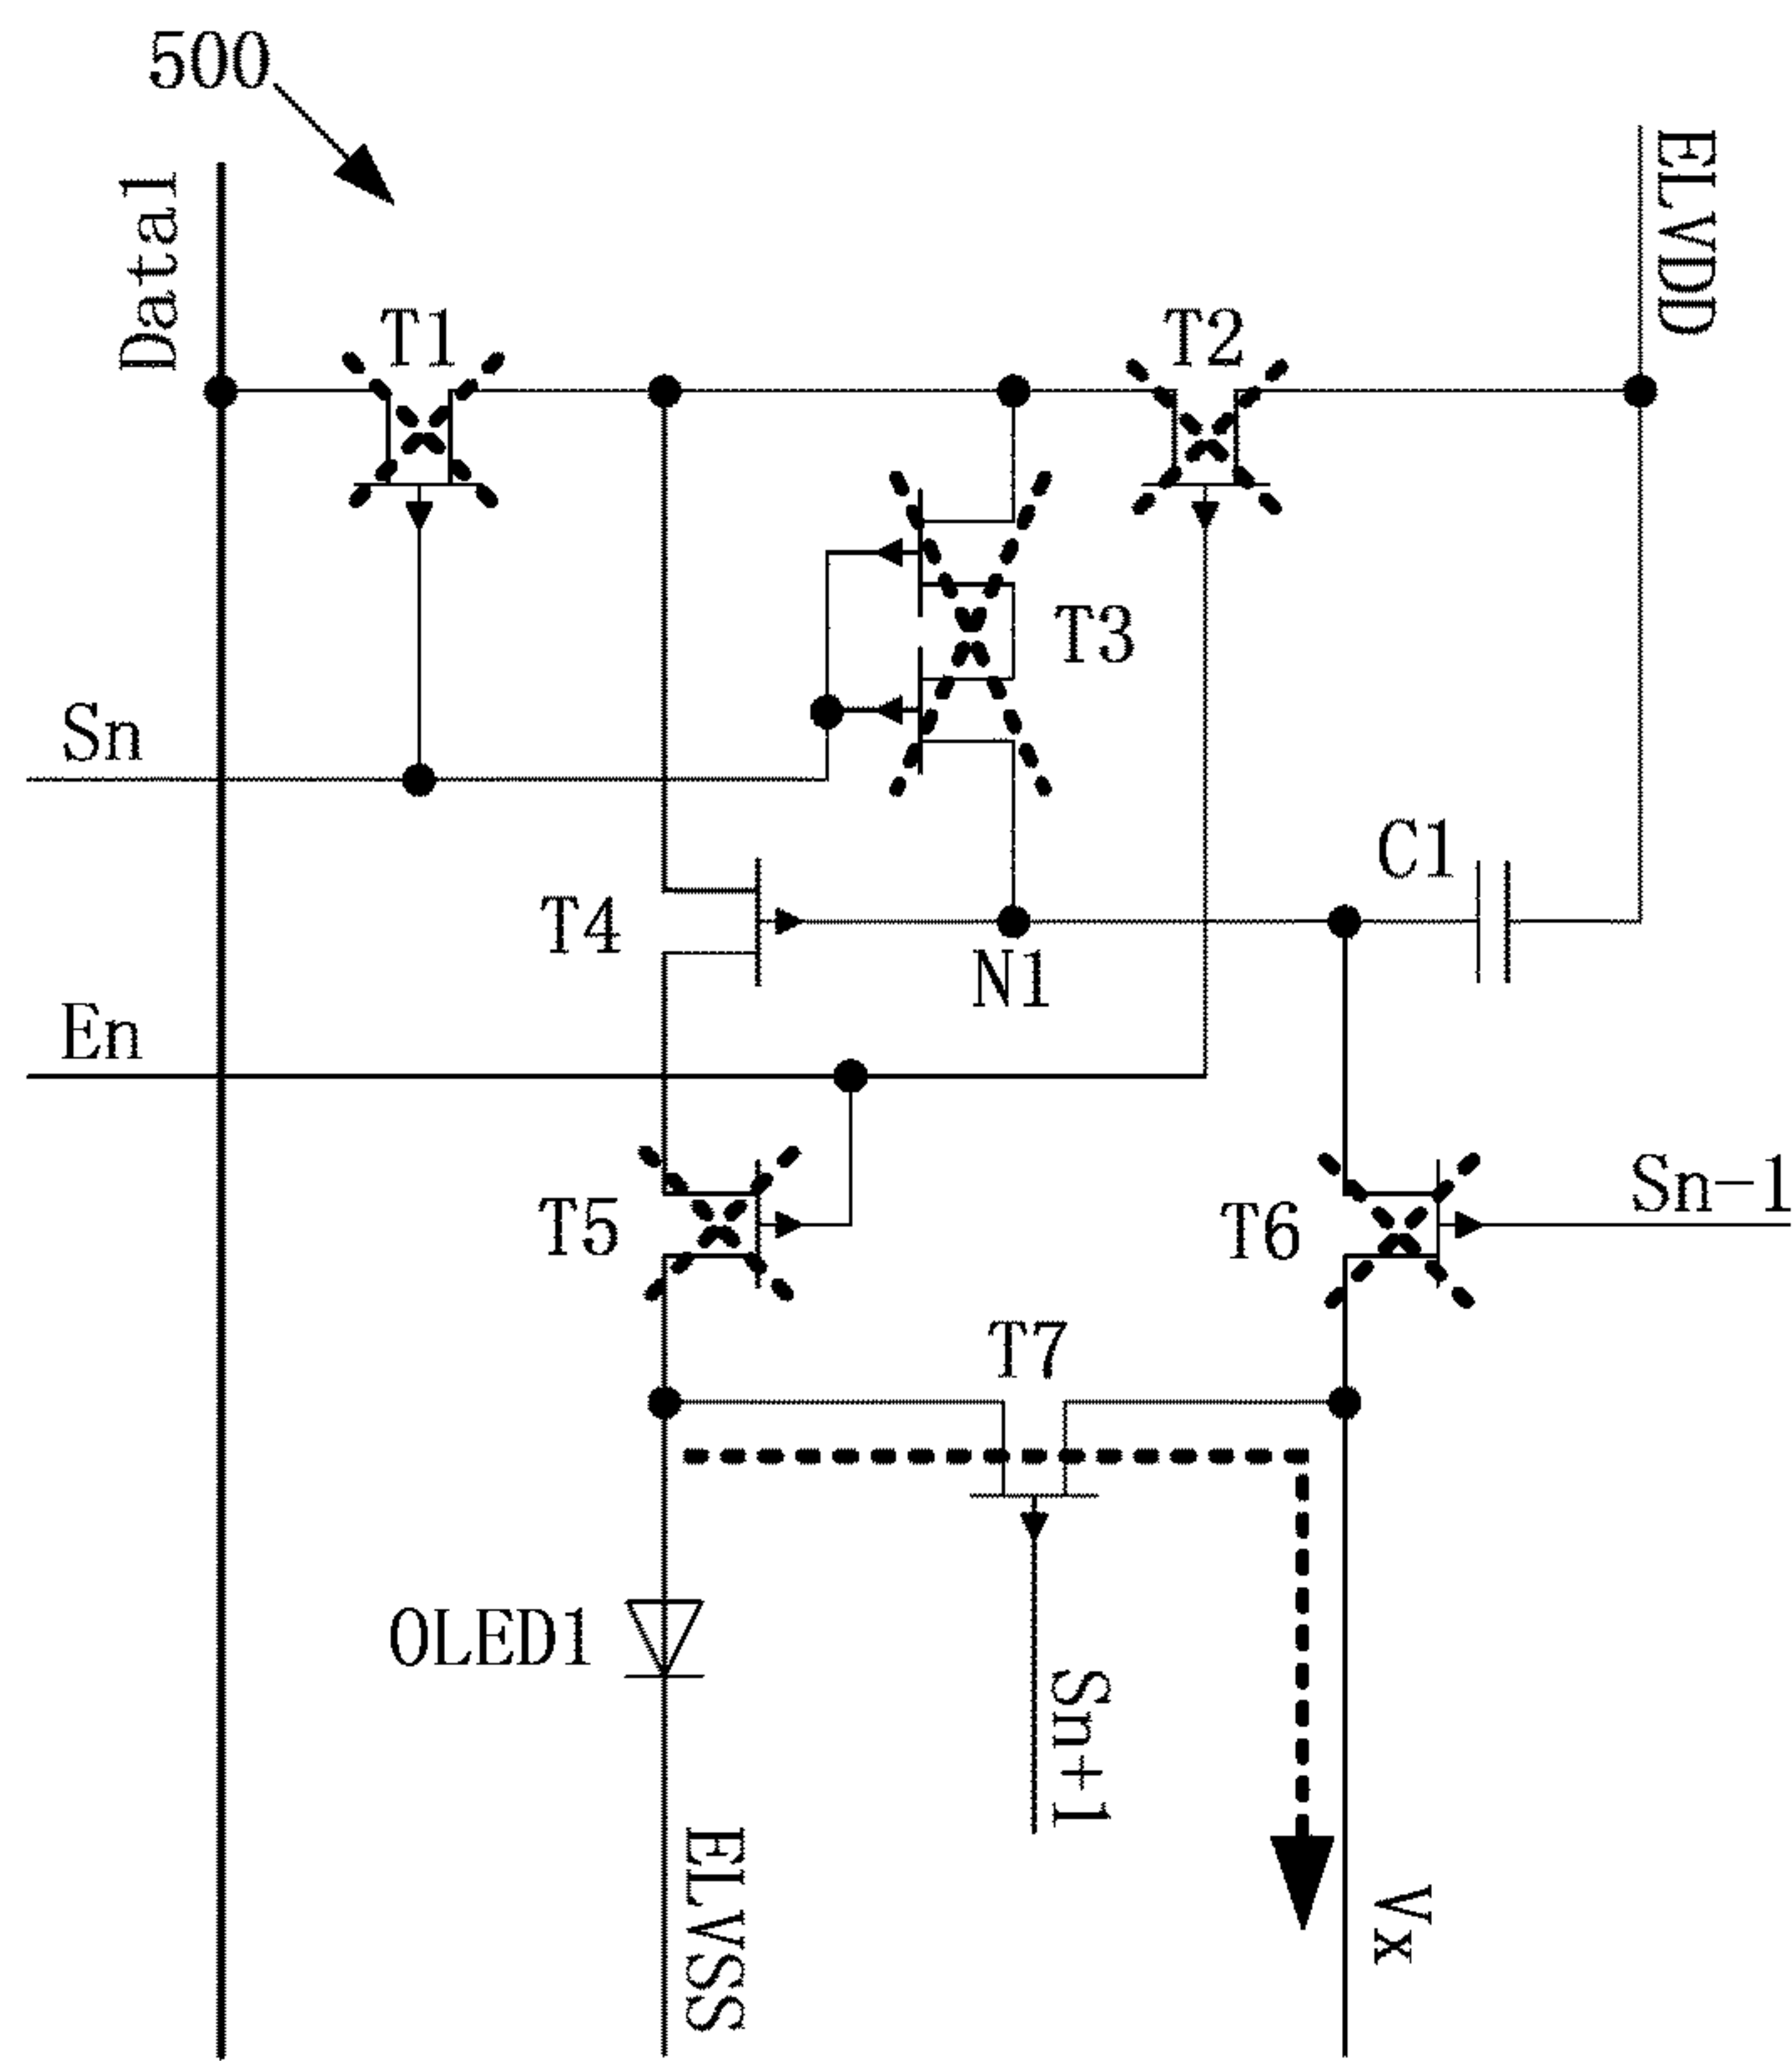 500
Data1
ELVDD
T1
T2
T3
Sn
C1
T4
N1
En
T5
T6
Sn-1
T7
OLED1
Sn+1
ELVSS
Vx